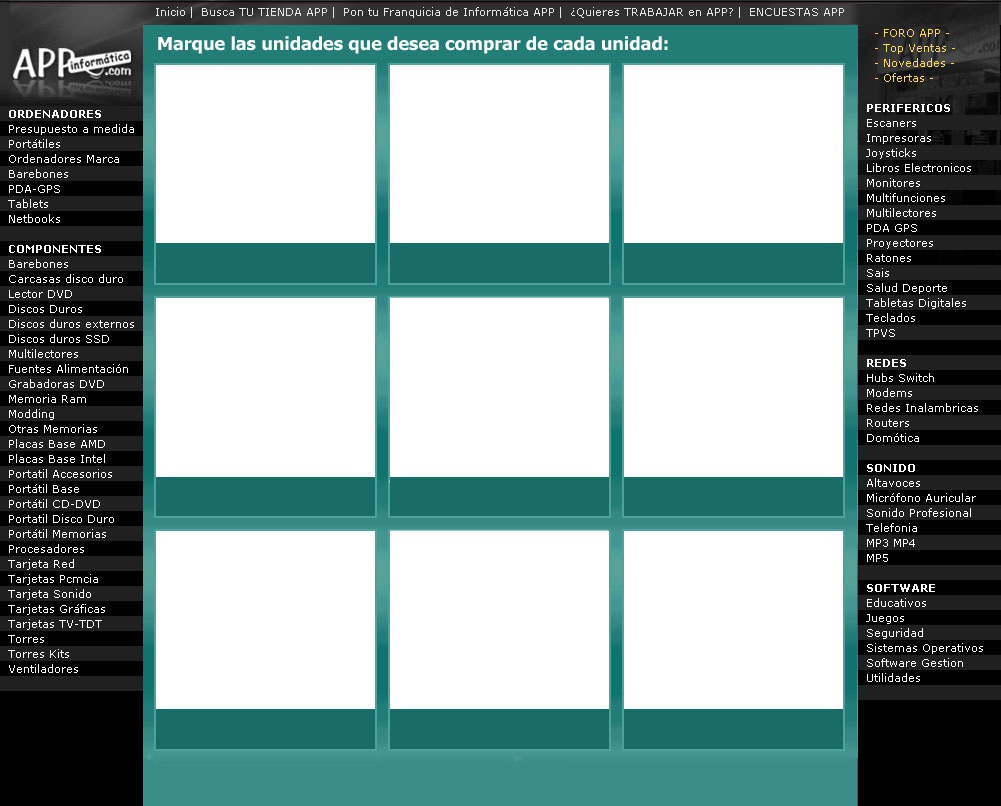 Inicio | Busca TU TIENDA APP | Pon tu Franquicia de Informática APP | ¿Quieres TRABAJAR en APP? | ENCUESTAS APP
APP informática .com
ORDENADORES
Presupuesto a medida
Portátiles
Ordenadores Marca
Barebones
PDA-GPS
Tablets
Netbooks
COMPONENTES
Barebones
Carcasas disco duro
Lector DVD
Discos Duros
Discos duros externos
Discos duros SSD
Multilectores
Fuentes Alimentación
Grabadoras DVD
Memoria Ram
Modding
Otras Memorias
Placas Base AMD
Placas Base Intel
Portatil Accesorios
Portátil Base
Portátil CD-DVD
Portatil Disco Duro
Portátil Memorias
Procesadores
Tarjeta Red
Tarjetas Pcmcia
Tarjeta Sonido
Tarjetas Gráficas
Tarjetas TV-TDT
Torres
Torres Kits
Ventiladores
Marque las unidades que desea comprar de cada unidad:
- FORO APP -
- Top Ventas -
- Novedades -
- Ofertas -
PERIFERICOS
Escaners
Impresoras
Joysticks
Libros Electronicos
Monitores
Multifunciones
Multilectores
PDA GPS
Proyectores
Ratones
Sais
Salud Deporte
Tabletas Digitales
Teclados
TPVS
REDES
Hubs Switch
Modems
Redes Inalambricas
Routers
Domótica
SONIDO
Altavoces
Micrófono Auricular
Sonido Profesional
Telefonia
MP3 MP4
MP5
SOFTWARE
Educativos
Juegos
Seguridad
Sistemas Operativos
Software Gestion
Utilidades